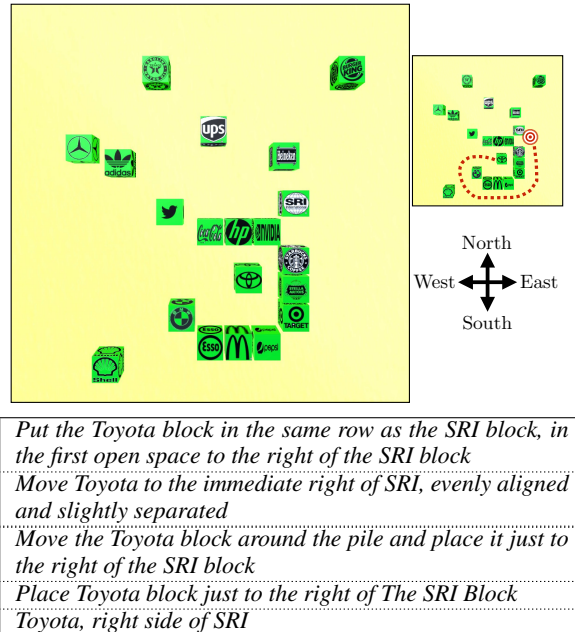 ups
adidas
Heineken
SRI
Coca-Cola
hp
nVIDIA
STARBUCKS
STELLA ARTOIS
TARGET
Esso
Esso
pepsi
Shell
BURGER KING
North
West
East
South
Put the Toyota block in the same row as the SRI block, in
the first open space to the right of the SRI block
Move Toyota to the immediate right of SRI, evenly aligned
and slightly separated
Move the Toyota block around the pile and place it just to
the right of the SRI block
Place Toyota block just to the right of The SRI Block
Toyota, right side of SRI